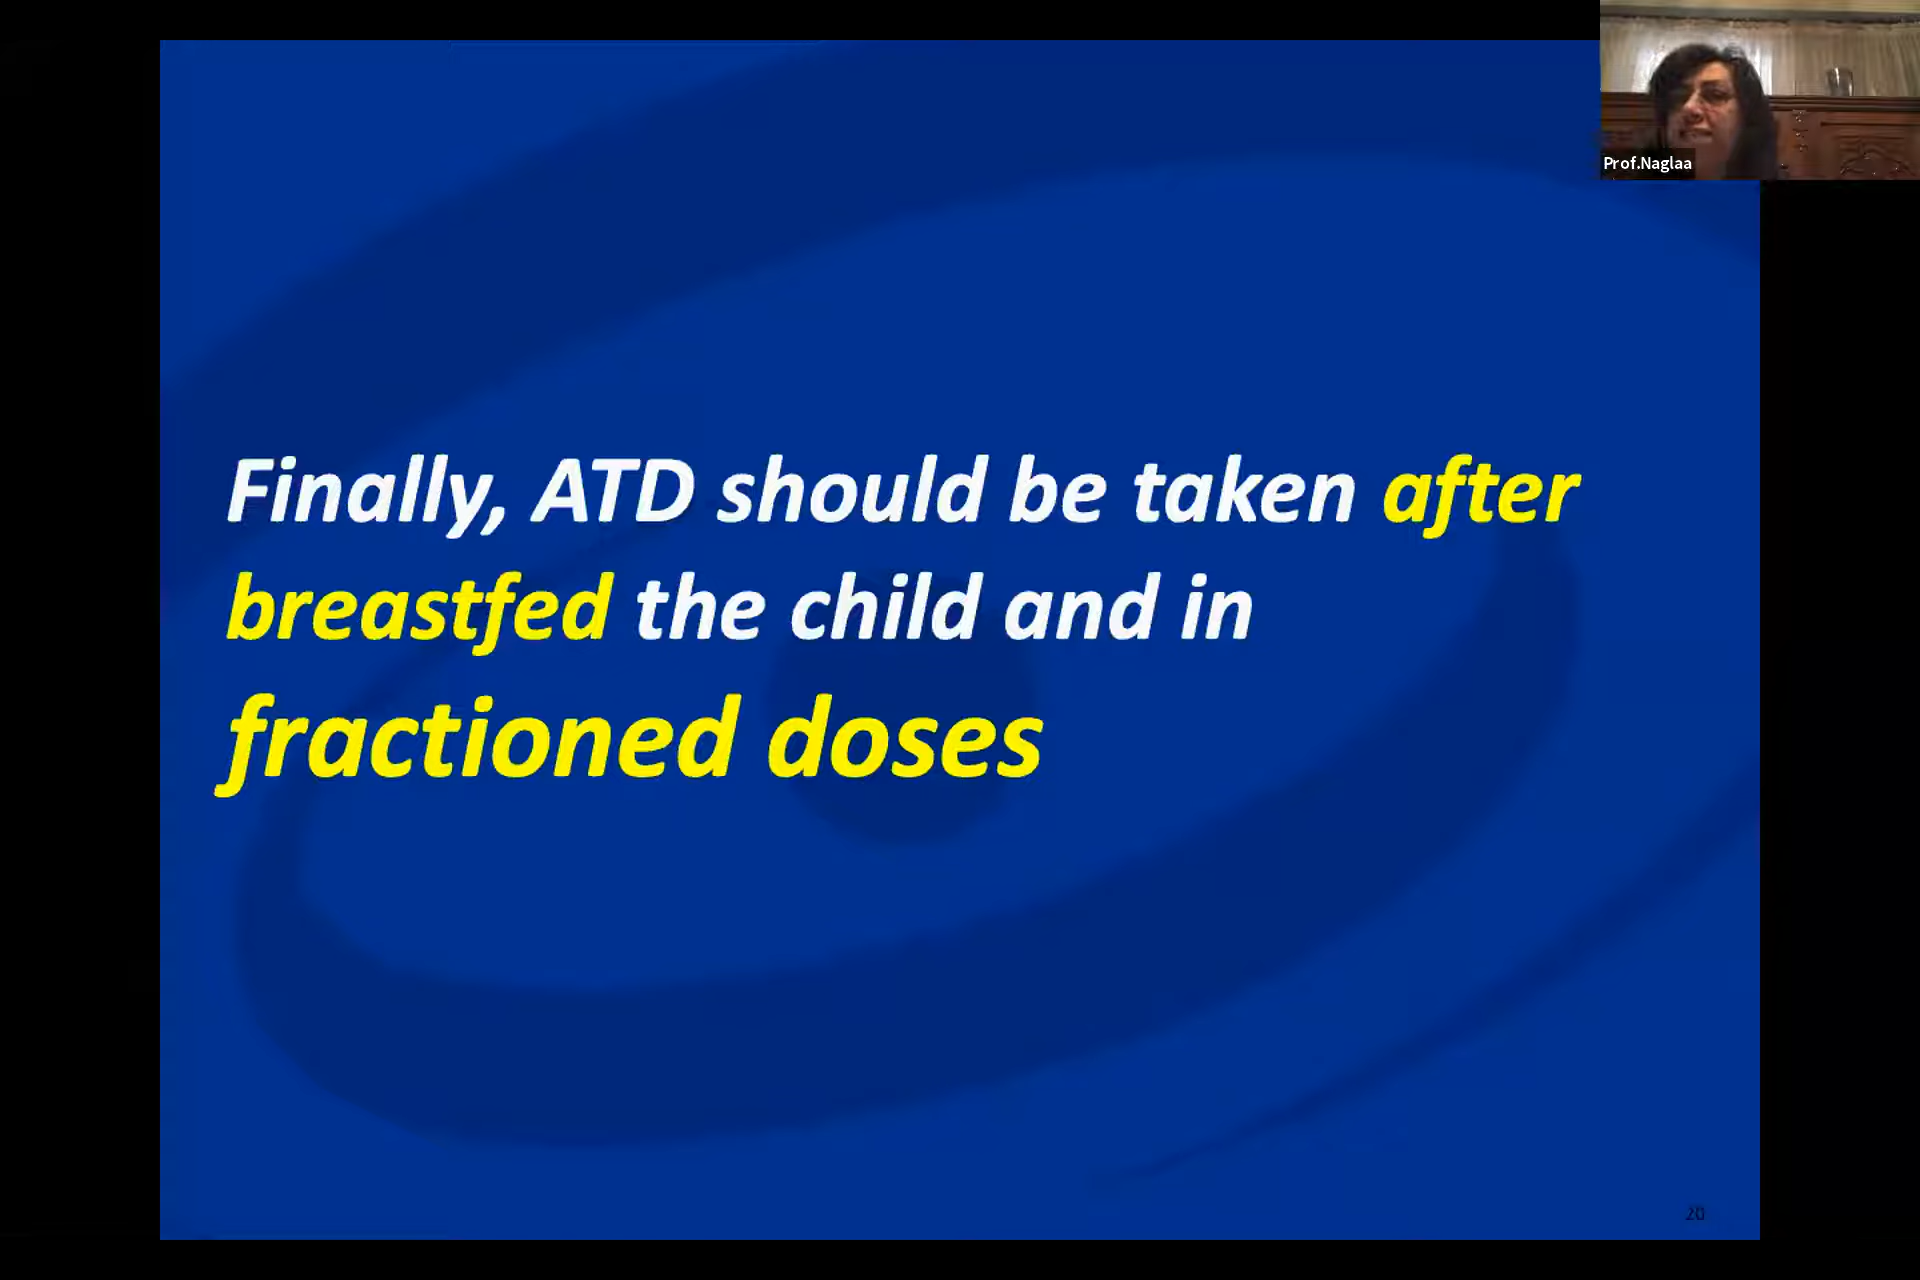 Prof.Naglaa
Finally, ATD should be taken after
breastfed the child and in
fractioned doses
20